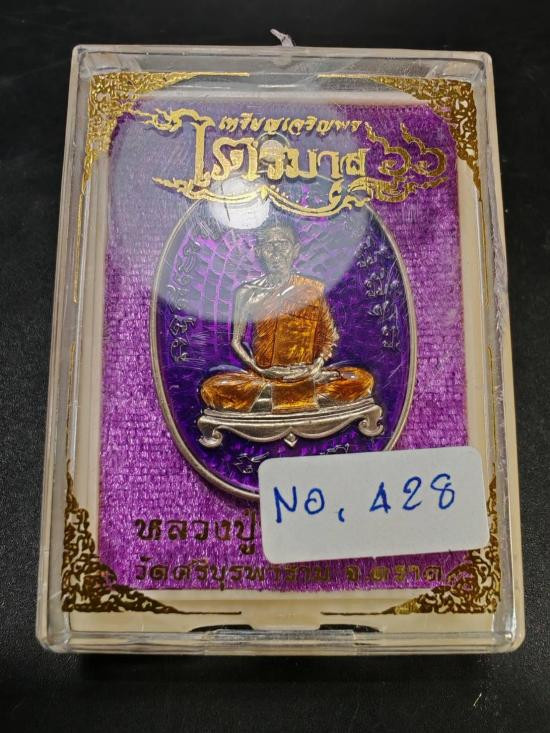 เหรียญเจริญพร
ไตรมาส ๖๖
หลวงปู่
No. 428
วัดศรีบุรพาราม จ.ตราด